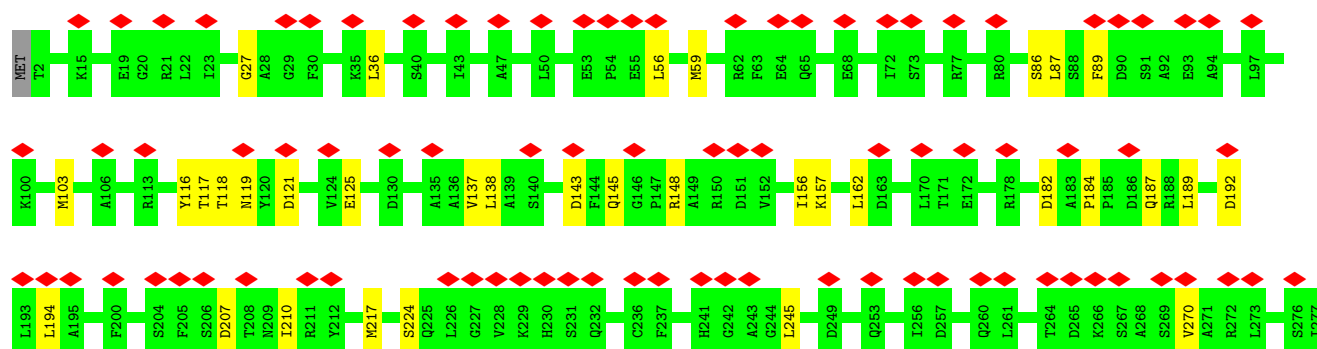 MET T2 K15 E19 G20 R21 L22 I23 G27 A28 G29 F30 K35 L36 S40 I43 A47 L50 E53 P54 E55 L56 M59 R62 F63 E64 Q65 E68 I72 S73 R77 R80 S86 L87 S88 F89 D90 S91 A92 E93 A94 L97
K100 M103 A106 R113 Y116 T117 T118 N119 Y120 D121 V124 E125 D130 A135 A136 V137 L138 A139 S140 D143 F144 Q145 G146 P147 R148 A149 R150 D151 V152 I156 K157 L162 D163 L170 T171 E172 R178 D182 A183 P184 P185 D186 Q187 R188 L189 D192
L193 L194 A195 F200 S204 F205 S206 D207 T208 N209 I210 R211 Y212 M217 S224 Q225 L226 G227 V228 K229 H230 S231 Q232 C236 F237 H241 G242 A243 G244 L245 D249 Q253 I256 D257 Q260 L261 T264 D265 K266 S267 A268 S269 V270 A271 R272 L273 S276 I277